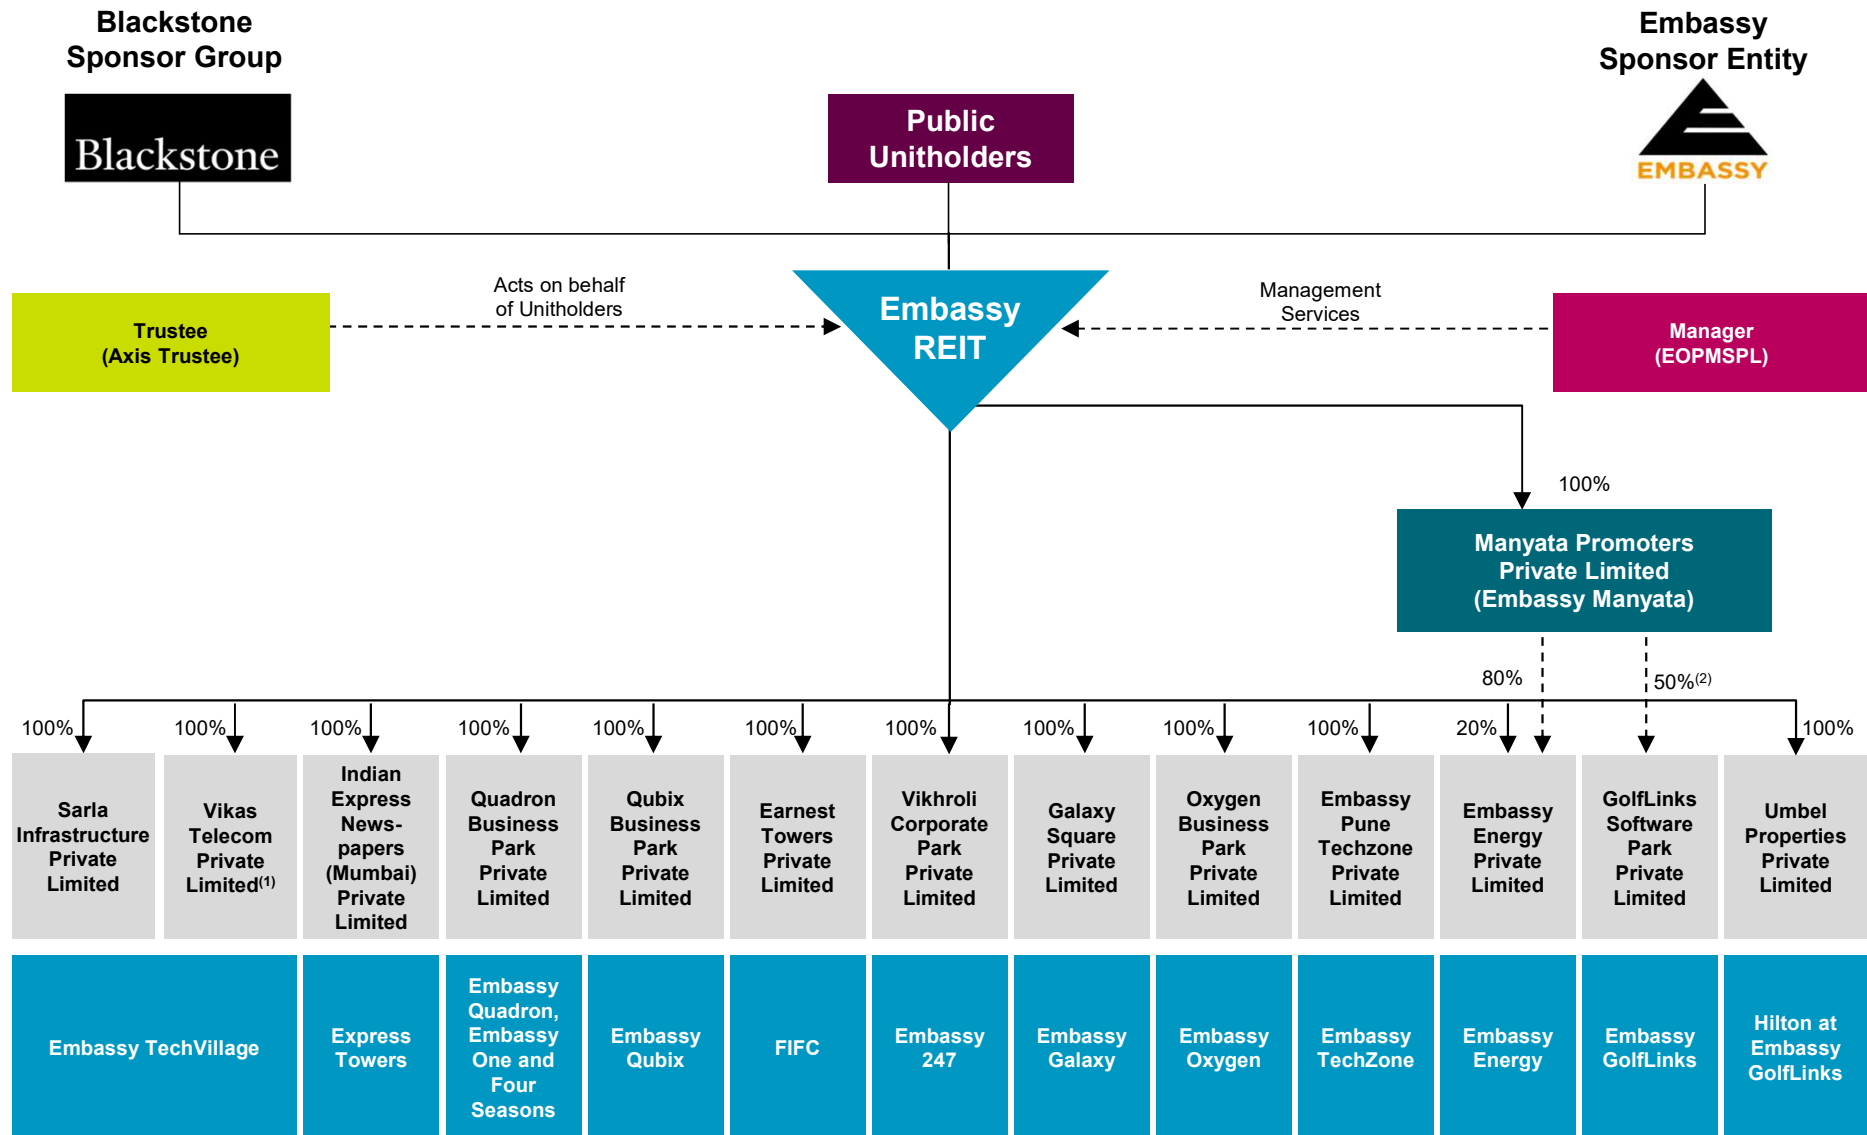 Blackstone
Sponsor Group
Blackstone
Public
Unitholders
Embassy
Sponsor Entity
EMBASSY
Trustee
(Axis Trustee)
Acts on behalf
of Unitholders
Embassy
REIT
Management
Services
Manager
(EOPMSPL)
100%
Manyata Promoters
Private Limited
(Embassy Manyata)
80%
50%(2)
100%
100%
100%
100%
100%
100%
100%
100%
100%
100%
20%
100%
Sarla
Infrastructure
Private
Limited
Vikas
Telecom
Private
Limited(1)
Indian
Express
News-
papers
(Mumbai)
Private
Limited
Quadron
Business
Park
Private
Limited
Qubix
Business
Park
Private
Limited
Earnest
Towers
Private
Limited
Vikhroli
Corporate
Park
Private
Limited
Galaxy
Square
Private
Limited
Oxygen
Business
Park
Private
Limited
Embassy
Pune
Techzone
Private
Limited
Embassy
Energy
Private
Limited
GolfLinks
Software
Park
Private
Limited
Umbel
Properties
Private
Limited
Embassy TechVillage
Express
Towers
Embassy
Quadron,
Embassy
One and
Four
Seasons
Embassy
Qubix
FIFC
Embassy
247
Embassy
Galaxy
Embassy
Oxygen
Embassy
TechZone
Embassy
Energy
Embassy
GolfLinks
Hilton at
Embassy
GolfLinks